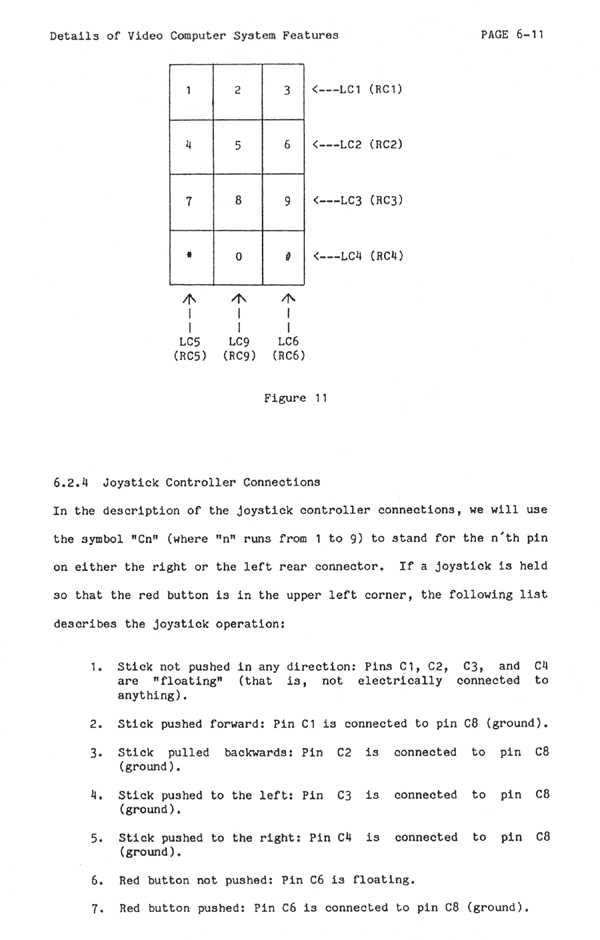 Details of Video Computer System Features PAGE 6-11
1 2 3 <---LC1 (RC1)
4 5 6 <---LC2 (RC2)
7 8 9 <---LC3 (RC3)
* 0 # <---LC4 (RC4)
LC5 LC9 LC6
(RC5) (RC9) (RC6)
Figure 11
6.2.4 Joystick Controller Connections
In the description of the joystick controller connections, we will use
the symbol "Cn" (where "n" runs from 1 to 9) to stand for the n'th pin
on either the right or the left rear connector. If a joystick is held
so that the red button is in the upper left corner, the following list
describes the joystick operation:
1. Stick not pushed in any direction: Pins C1, C2, C3, and C4
are "floating" (that is, not electrically connected to
anything).
2. Stick pushed forward: Pin C1 is connected to pin C8 (ground).
3. Stick pulled backwards: Pin C2 is connected to pin C8
(ground).
4. Stick pushed to the left: Pin C3 is connected to pin C8
(ground).
5. Stick pushed to the right: Pin C4 is connected to pin C8
(ground).
6. Red button not pushed: Pin C6 is floating.
7. Red button pushed: Pin C6 is connected to pin C8 (ground).